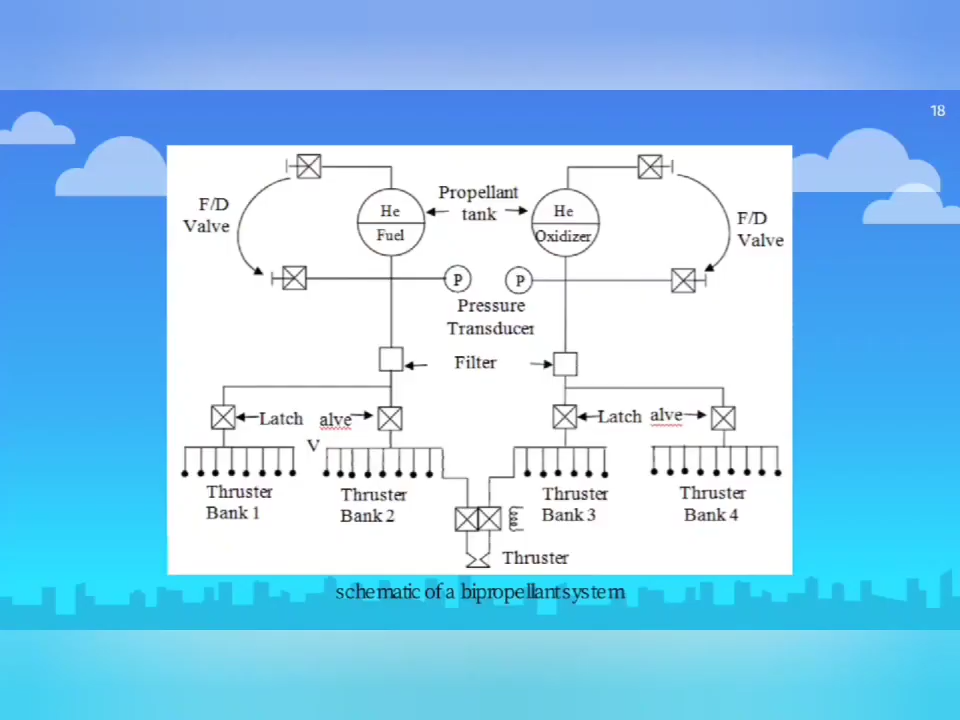 18
Propellant
tank
F/D
Valve
He
Fuel
He
Oxidizer
F/D
Valve
P
P
Pressure
Transducer
Filter
Latch alve
V
Latch alve
Thruster
Bank 1
Thruster
Bank 2
Thruster
Bank 3
Thruster
Bank 4
Thruster
schematic of a bipropellant system